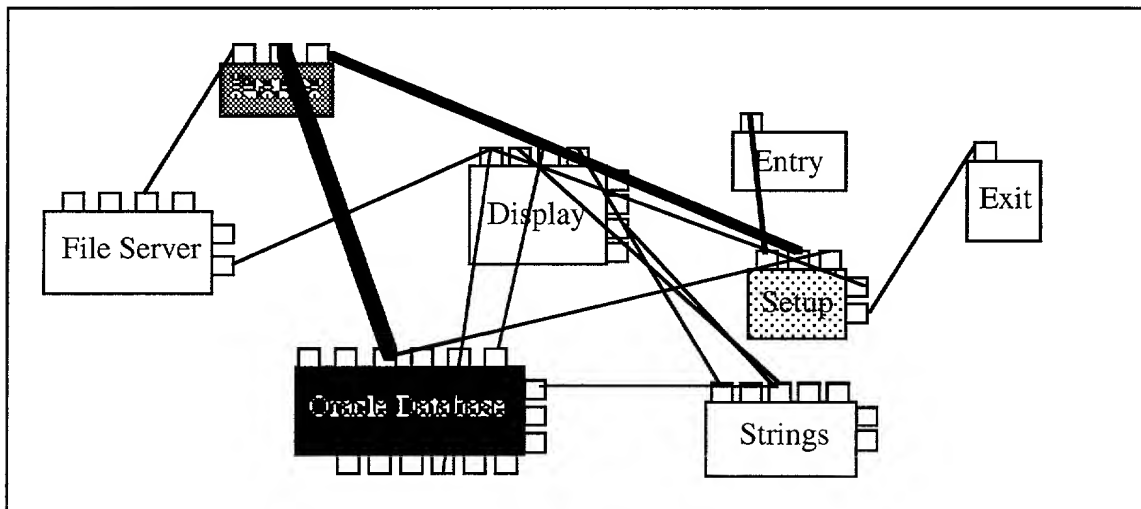 Entry
Exit
Display
File Server
Setup
Oracle Database
Strings